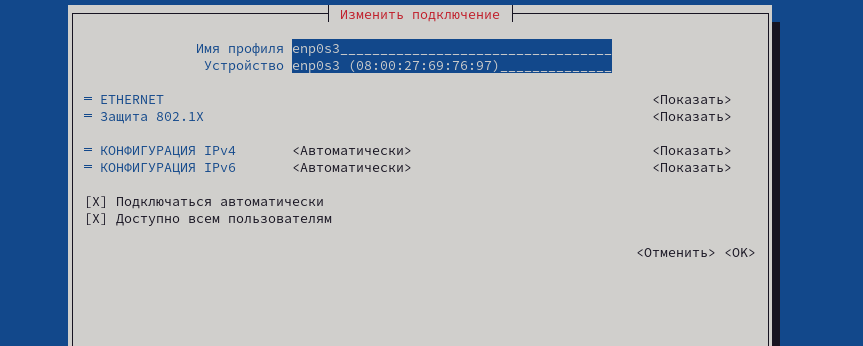 Изменить подключение
Имя профиля enp0s3________________________________
Устройство enp0s3 (08:00:27:69:76:97)______________
= ETHERNET <Показать>
= Защита 802.1X <Показать>
= КОНФИГУРАЦИЯ IPv4 <Автоматически> <Показать>
= КОНФИГУРАЦИЯ IPv6 <Автоматически> <Показать>
[X] Подключаться автоматически
[X] Доступно всем пользователям
<Отменить> <OK>